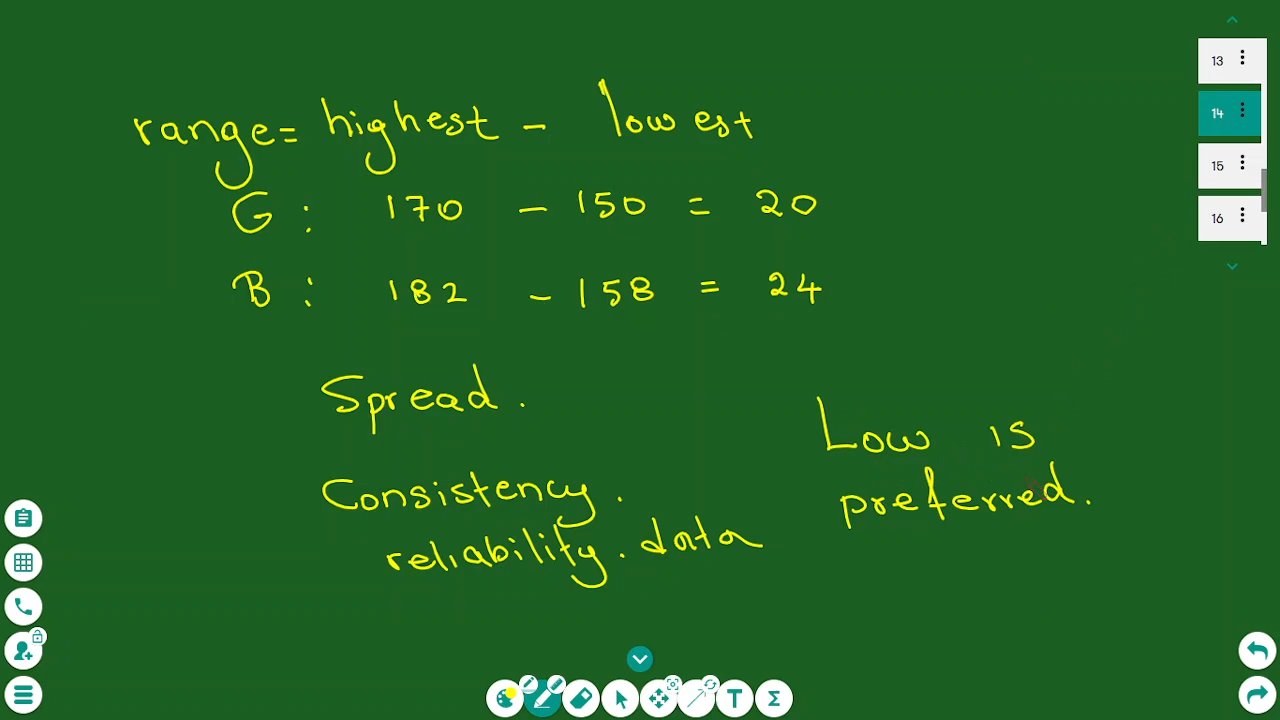 range= highest - lowest
G : 170 - 150 = 20
B : 182 - 158 = 24
Spread.
Low is
preferred.
Consistency.
reliability. data
13
14
15
16
T
Σ